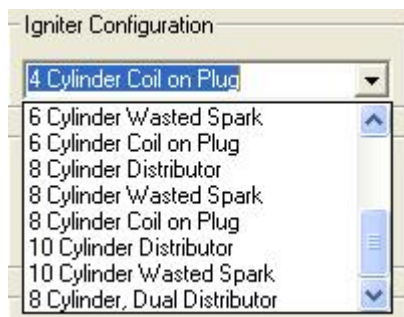 Igniter Configuration
4 Cylinder Coil on Plug
6 Cylinder Wasted Spark
6 Cylinder Coil on Plug
8 Cylinder Distributor
8 Cylinder Wasted Spark
8 Cylinder Coil on Plug
10 Cylinder Distributor
10 Cylinder Wasted Spark
8 Cylinder, Dual Distributor